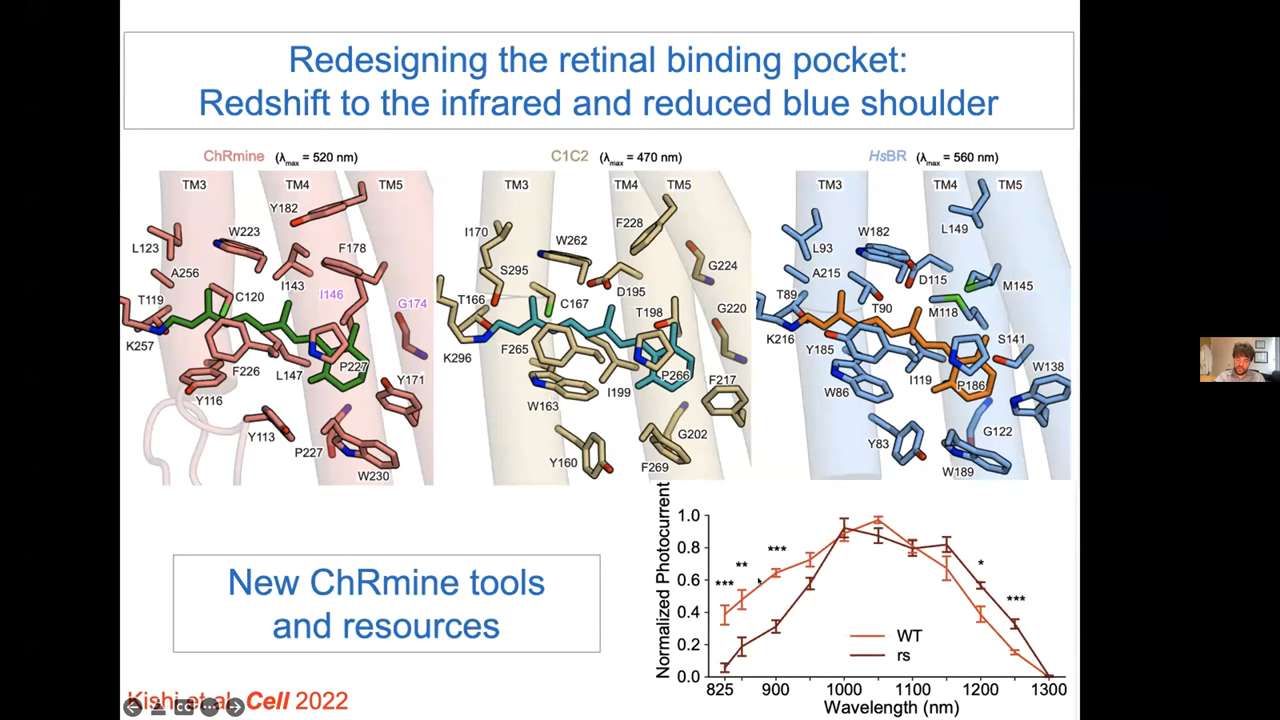 Redesigning the retinal binding pocket:
Redshift to the infrared and reduced blue shoulder
ChRmine (λmax = 520 nm)
TM3
TM4
TM5
Y182
L123
W223
F178
A256
I143
I146
G174
T119
C120
K257
P227
F226
L147
Y171
Y116
Y113
P227
W230
C1C2 (λmax = 470 nm)
TM3
TM4
TM5
I170
F228
W262
S295
G224
D195
T166
C167
T198
G220
K296
F265
P266
I199
F217
W163
G202
Y160
F269
HsBR (λmax = 560 nm)
TM3
TM4
TM5
L149
L93
W182
A215
D115
M145
T89
T90
M118
K216
Y185
S141
W138
I119
P186
W86
G122
Y83
W189
New ChRmine tools
and resources
Normalized Photocurrent
1.0
0.8
0.6
0.4
0.2
0.0
***
**
***
*
***
WT
rs
825
900
1000
1100
1200
1300
Wavelength (nm)
Kishi et al. Cell 2022